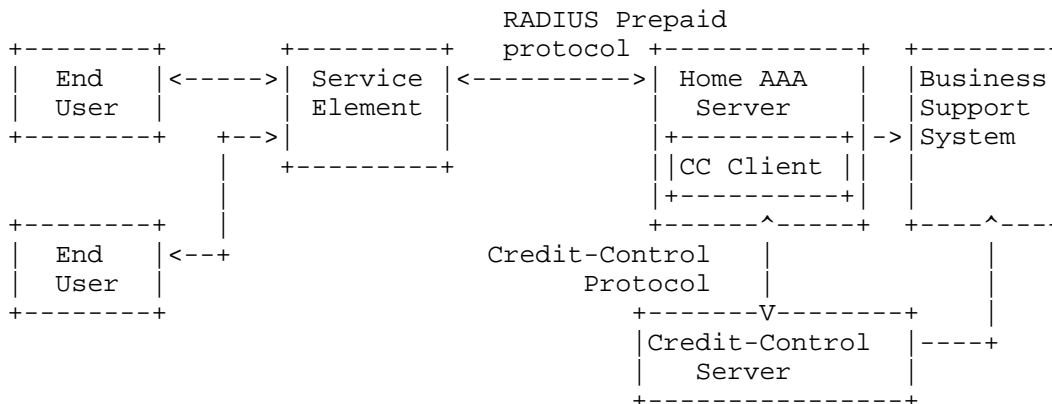 RADIUS Prepaid
protocol
End User
Service Element
Home AAA Server
Business Support System
CC Client
End User
Credit-Control Protocol
Credit-Control Server